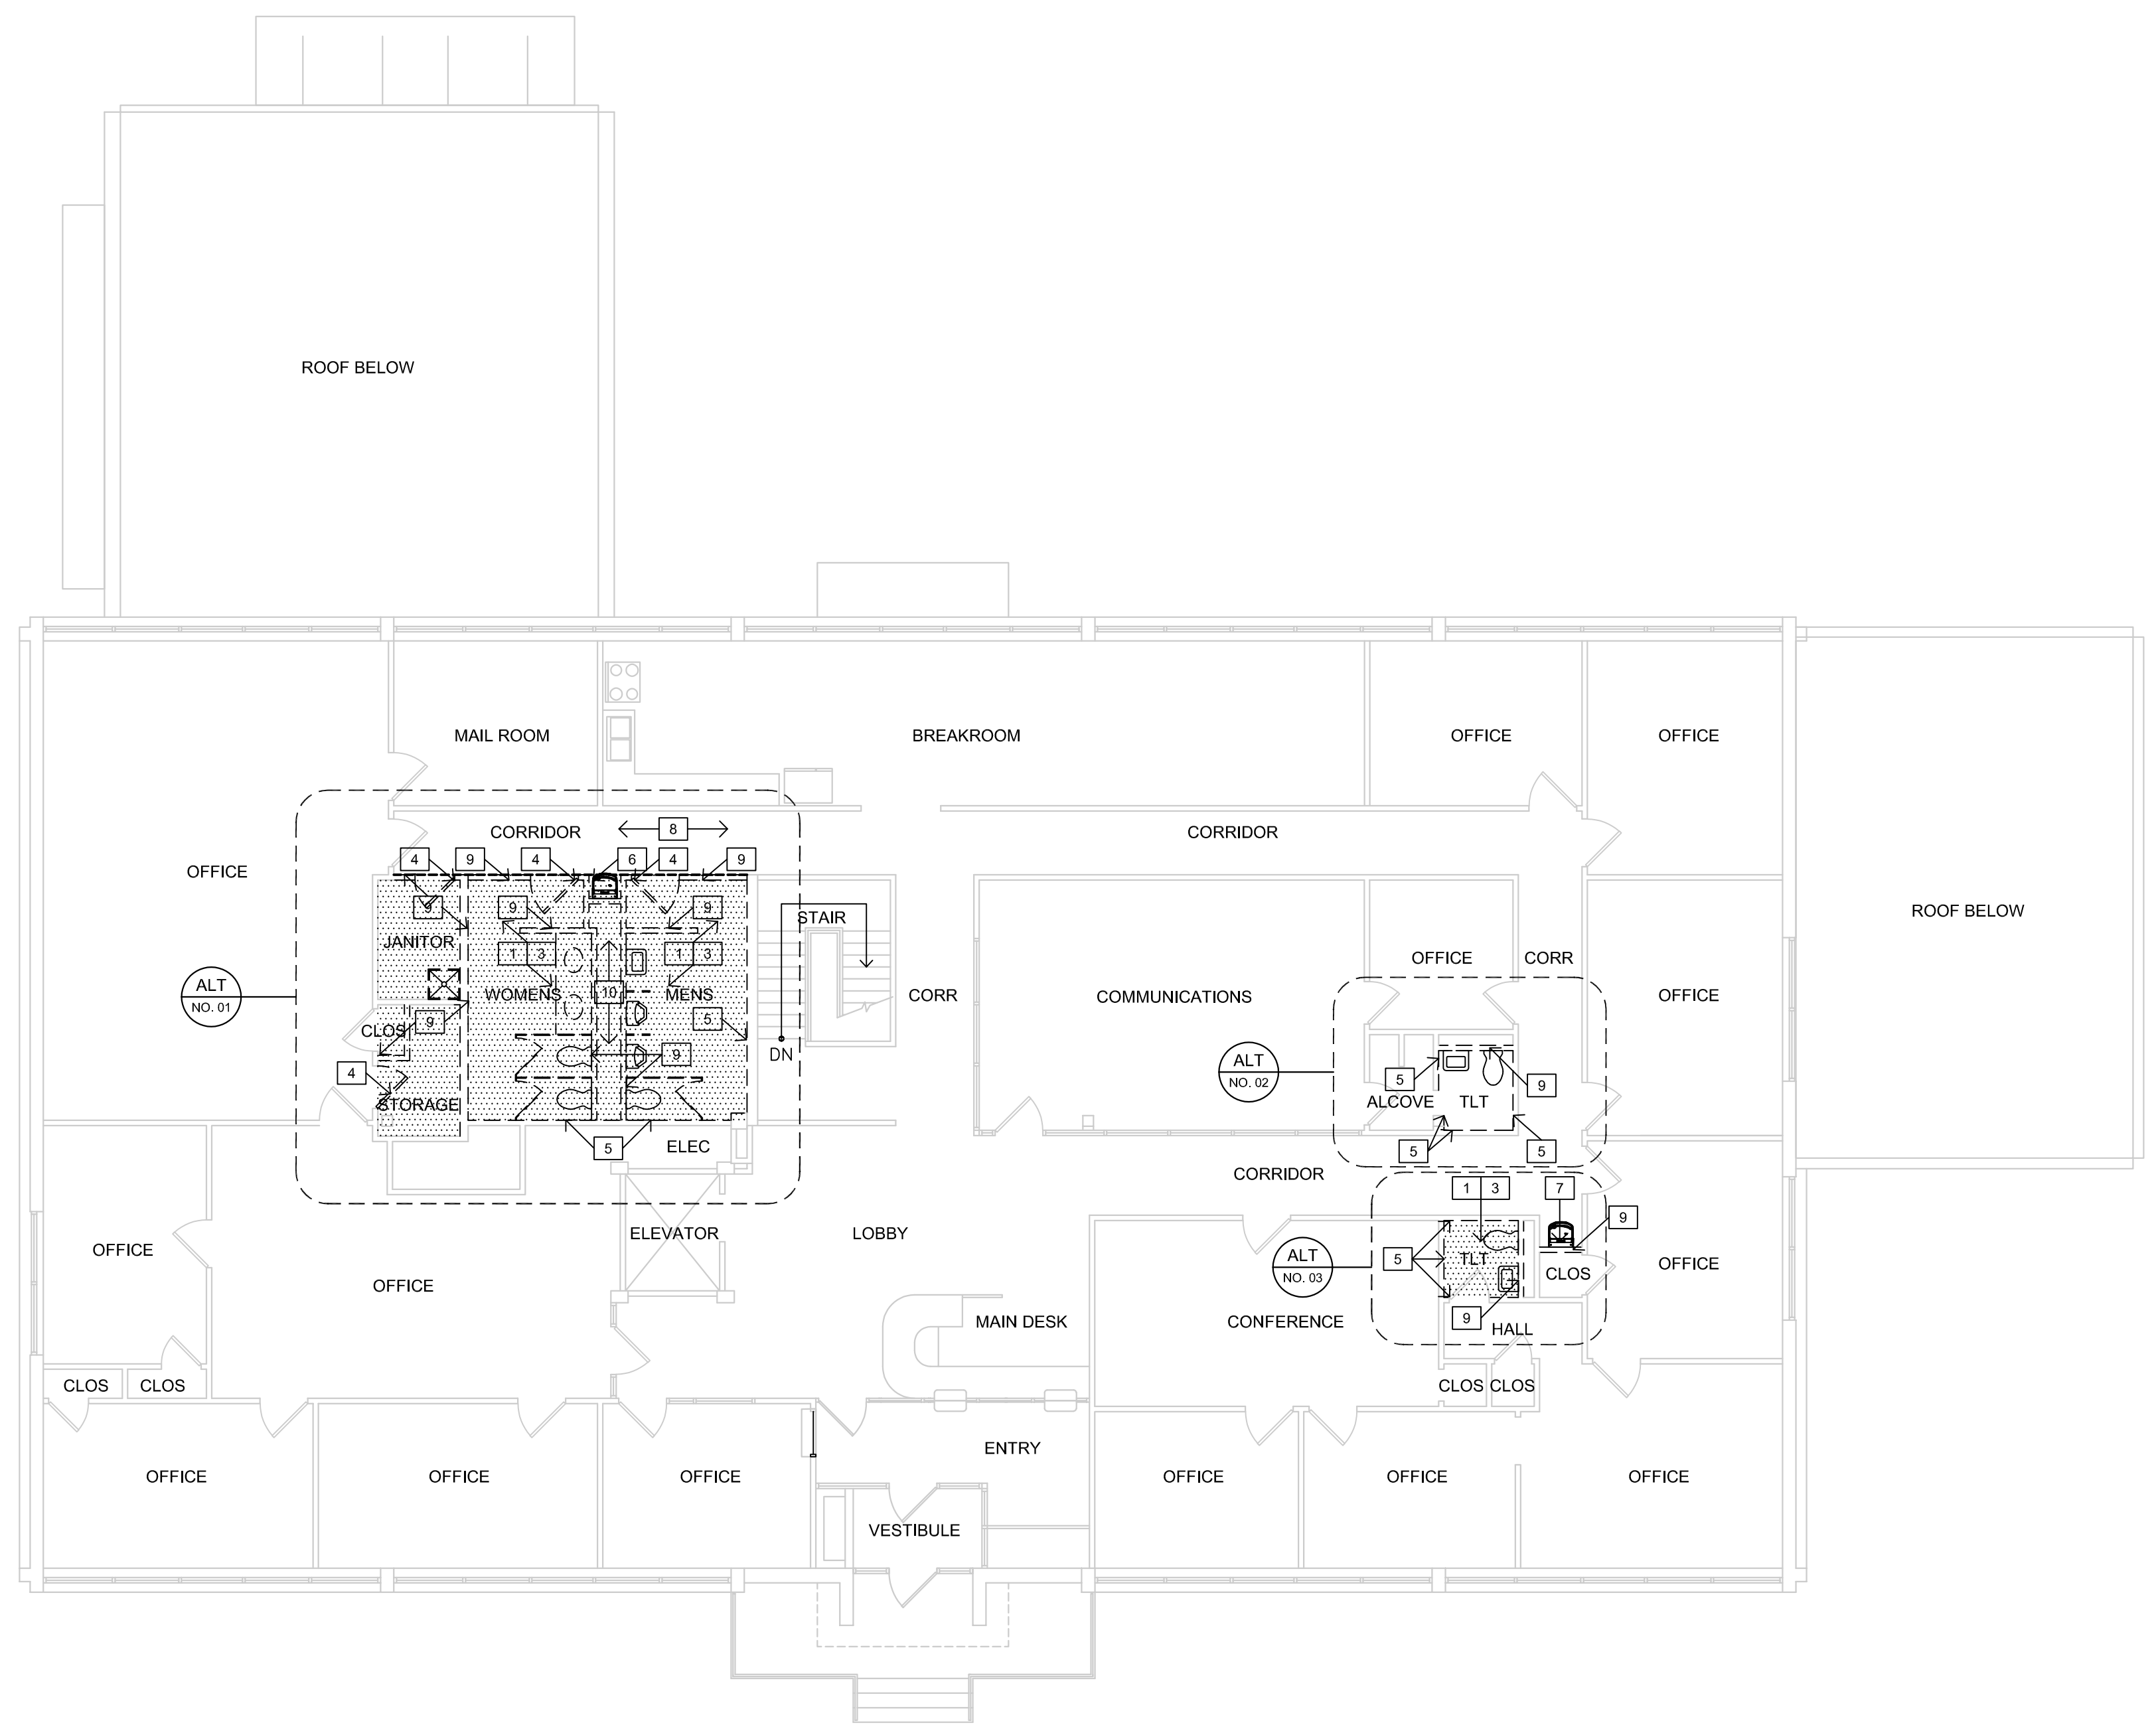 ROOF BELOW
MAIL ROOM
BREAKROOM
OFFICE
OFFICE
CORRIDOR
8
CORRIDOR
4
9
4
6
4
9
OFFICE
9
9
9
STAIR
ROOF BELOW
JANITOR
1 3
1 3
OFFICE
CORR
ALT
NO. 01
WOMENS
10
MENS
CORR
COMMUNICATIONS
OFFICE
9
5
CLOS
DN
9
4
ALT
NO. 02
5
9
STORAGE
ALCOVE
TLT
5
ELEC
5
5
CORRIDOR
1 3
7
9
ELEVATOR
LOBBY
OFFICE
ALT
NO. 03
5
TLT
CLOS
OFFICE
OFFICE
MAIN DESK
CONFERENCE
9
HALL
CLOS
CLOS
CLOS
CLOS
ENTRY
OFFICE
OFFICE
OFFICE
OFFICE
OFFICE
OFFICE
VESTIBULE